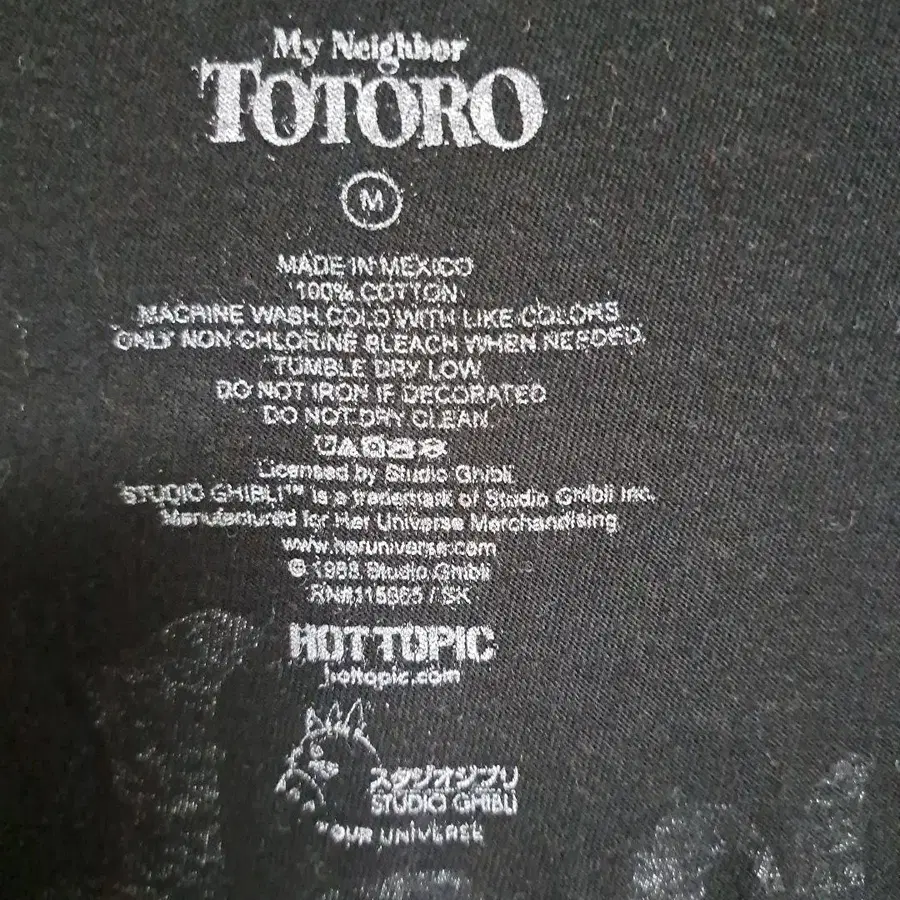 My Neighbor
TOTORO
M
MADE IN MEXICO
100% COTTON
MACHINE WASH COLD WITH LIKE COLORS
ONLY NON-CHLORINE BLEACH WHEN NEEDED.
TUMBLE DRY LOW
DO NOT IRON IF DECORATED
DO NOT DRY CLEAN
Licensed by Studio Ghibli
STUDIO GHIBLI™ is a trademark of Studio Ghibli Inc.
Manufactured for Her Universe Merchandising
www.heruniverse.com
© 1988 Studio Ghibli
/ SK
HOT TOPIC
hottopic.com
スタジオジブリ
STUDIO GHIBLI
OUR UNIVERSE